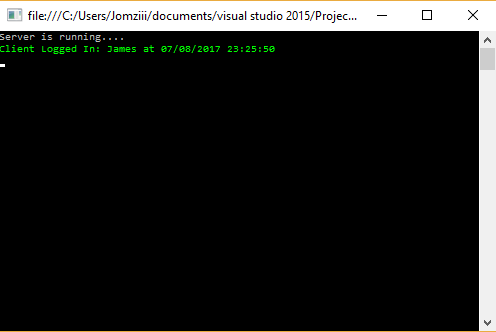 file:///C:/Users/Jomziii/documents/visual studio 2015/Projec...
Server is running....
Client Logged In: James at 07/08/2017 23:25:50